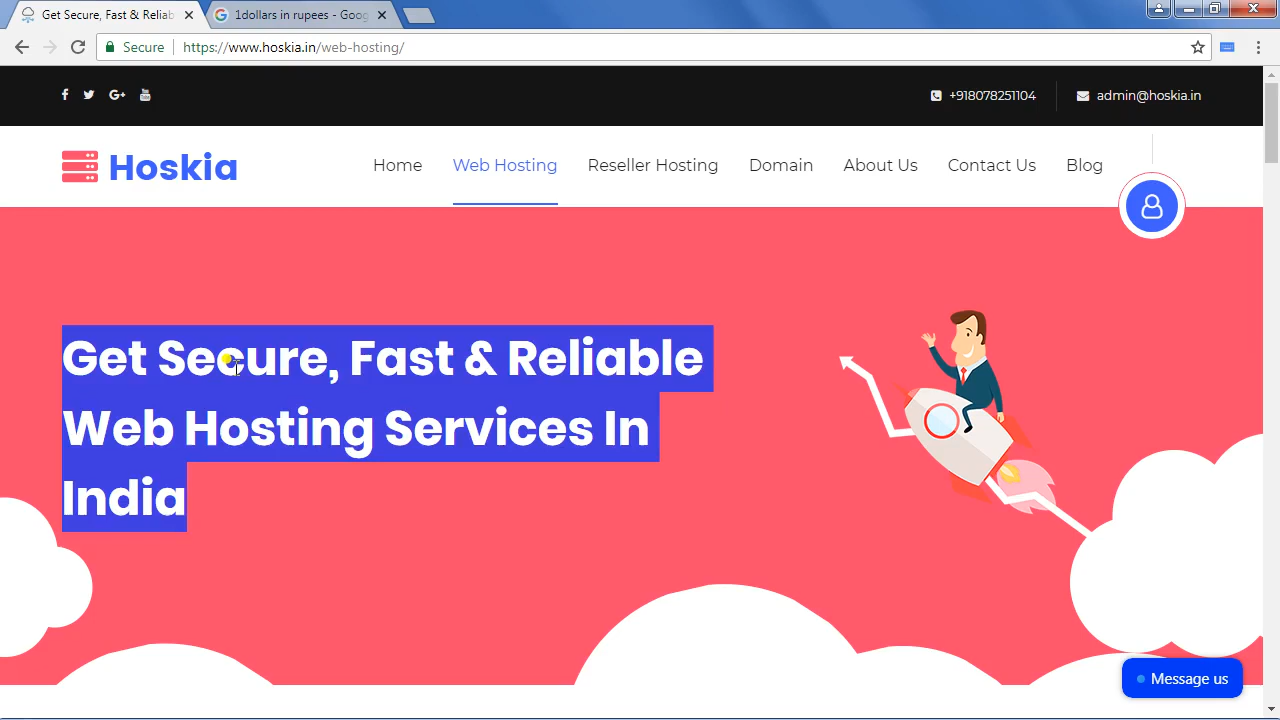 Get Secure, Fast & Reliab
1dollars in rupees - Goog
Secure
https://www.hoskia.in/web-hosting/
+918078251104
admin@hoskia.in
Hoskia
Home
Web Hosting
Reseller Hosting
Domain
About Us
Contact Us
Blog
Get Secure, Fast & Reliable
Web Hosting Services In
India
Message us